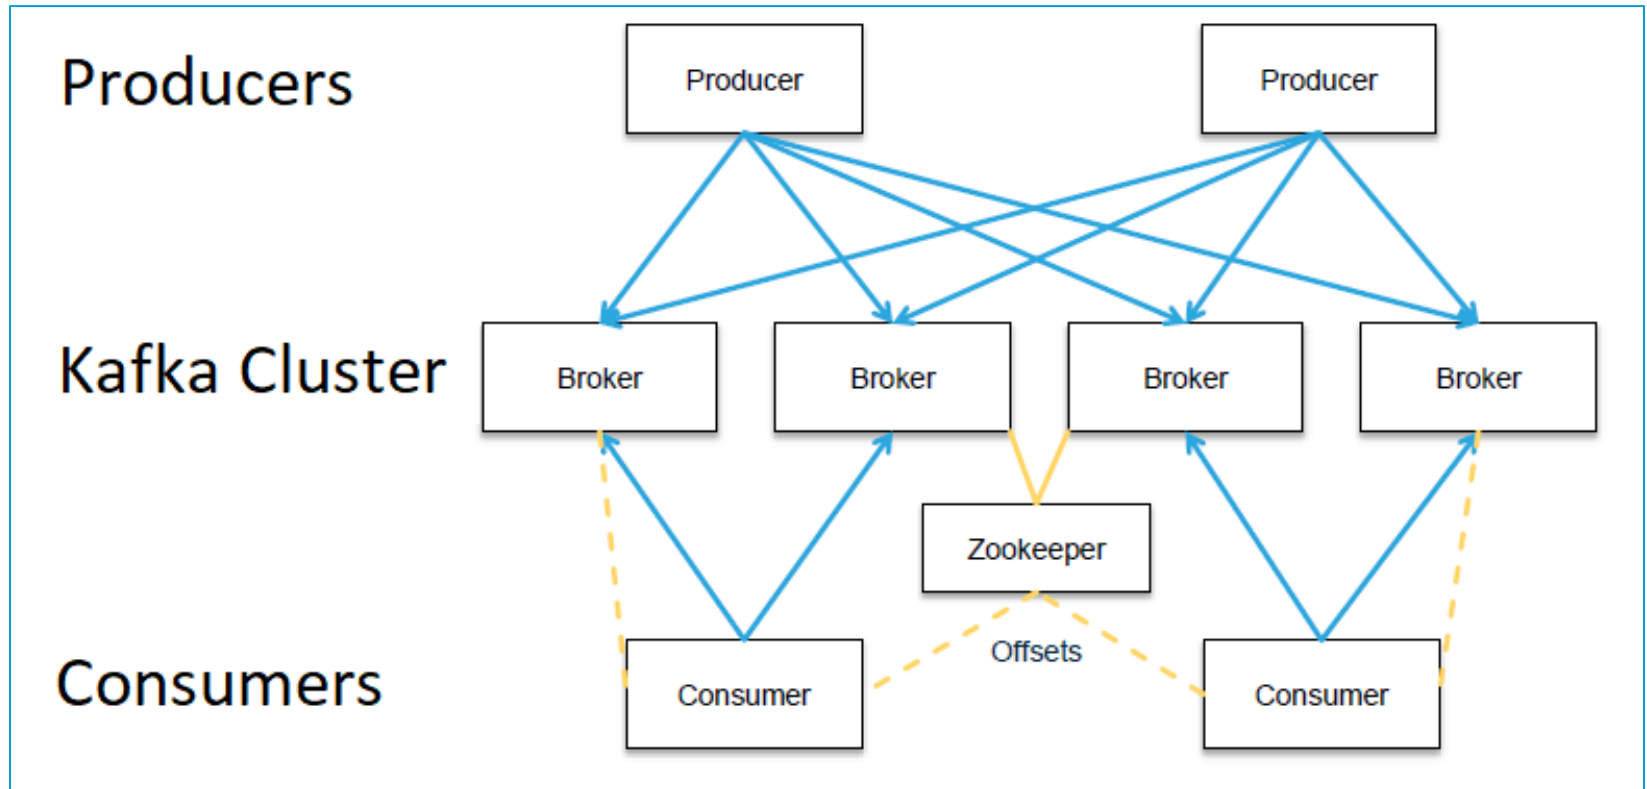 Producers
Producer
Producer
Kafka Cluster
Broker
Broker
Broker
Broker
Zookeeper
Offsets
Consumers
Consumer
Consumer